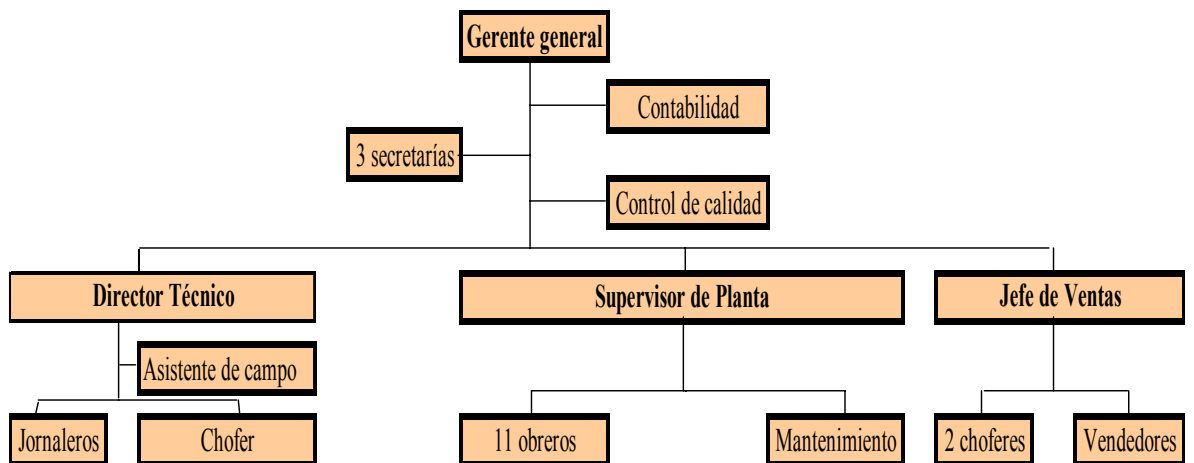 Gerente general
Contabilidad
3 secretarías
Control de calidad
Director Técnico
Supervisor de Planta
Jefe de Ventas
Asistente de campo
Jornaleros
Chofer
11 obreros
Mantenimiento
2 choferes
Vendedores